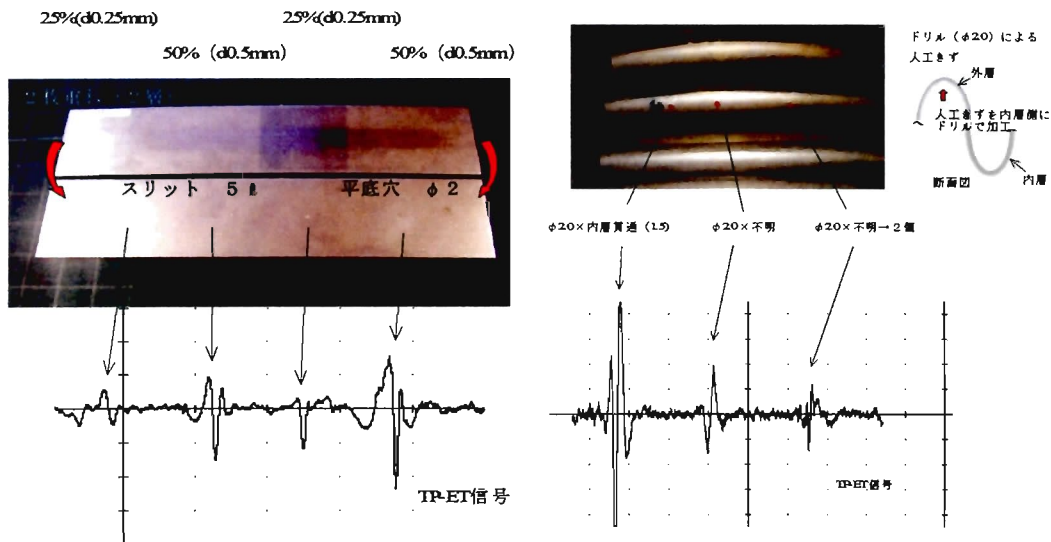 25%(d0.25mm)
25%(d0.25mm)
50% (d0.5mm)
50% (d0.5mm)
スリット 5ℓ
平底穴 φ2
TP-ET信号
ドリル(φ20)による
人工きず
外層
人工きずを内層側に
ドリルで加工
断面図
内層
φ20×内層貫通(1.5)
φ20×不明
φ20×不明→2個
TP-ET信号